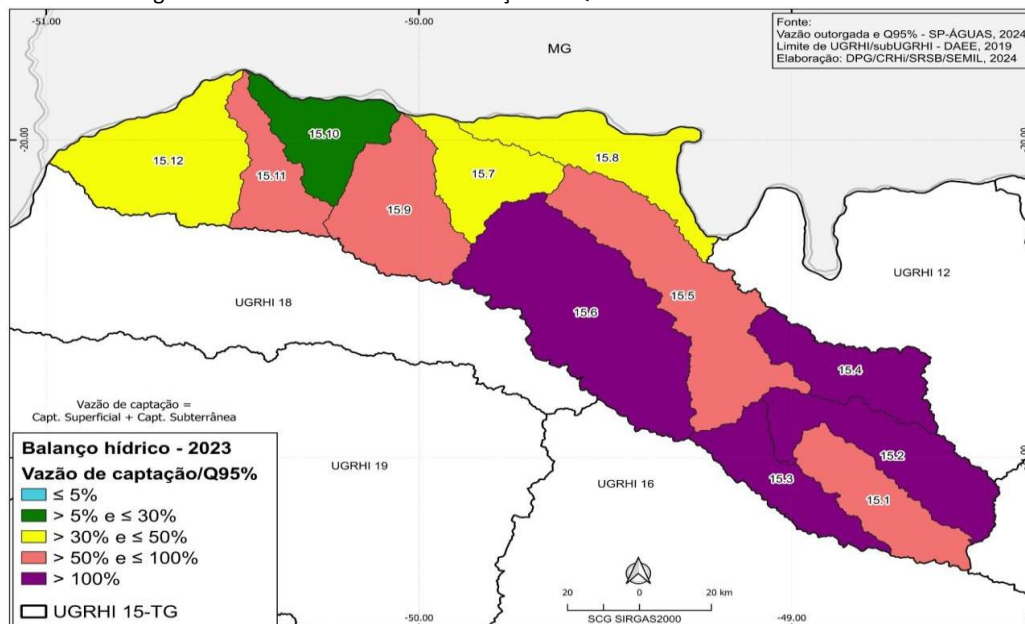 -51.00
-50.00
-49.00
Fonte:
Vazão outorgada e Q95% - SP-ÁGUAS, 2024
Limite de UGRHI/subUGRHI - DAEE, 2019
Elaboração: DPG/CRHi/SRSB/SEMIL, 2024
MG
-20.00
15.10
15.12
15.11
15.7
15.8
15.9
15.5
15.6
15.4
15.2
15.3
15.1
UGRHI 12
UGRHI 18
UGRHI 19
UGRHI 16
Vazão de captação =
Capt. Superficial + Capt. Subterrânea
Balanço hídrico - 2023
Vazão de captação/Q95%
≤ 5%
> 5% e ≤ 30%
> 30% e ≤ 50%
> 50% e ≤ 100%
> 100%
UGRHI 15-TG
20 0 20 km
SCG SIRGAS2000
-50.00
-49.00